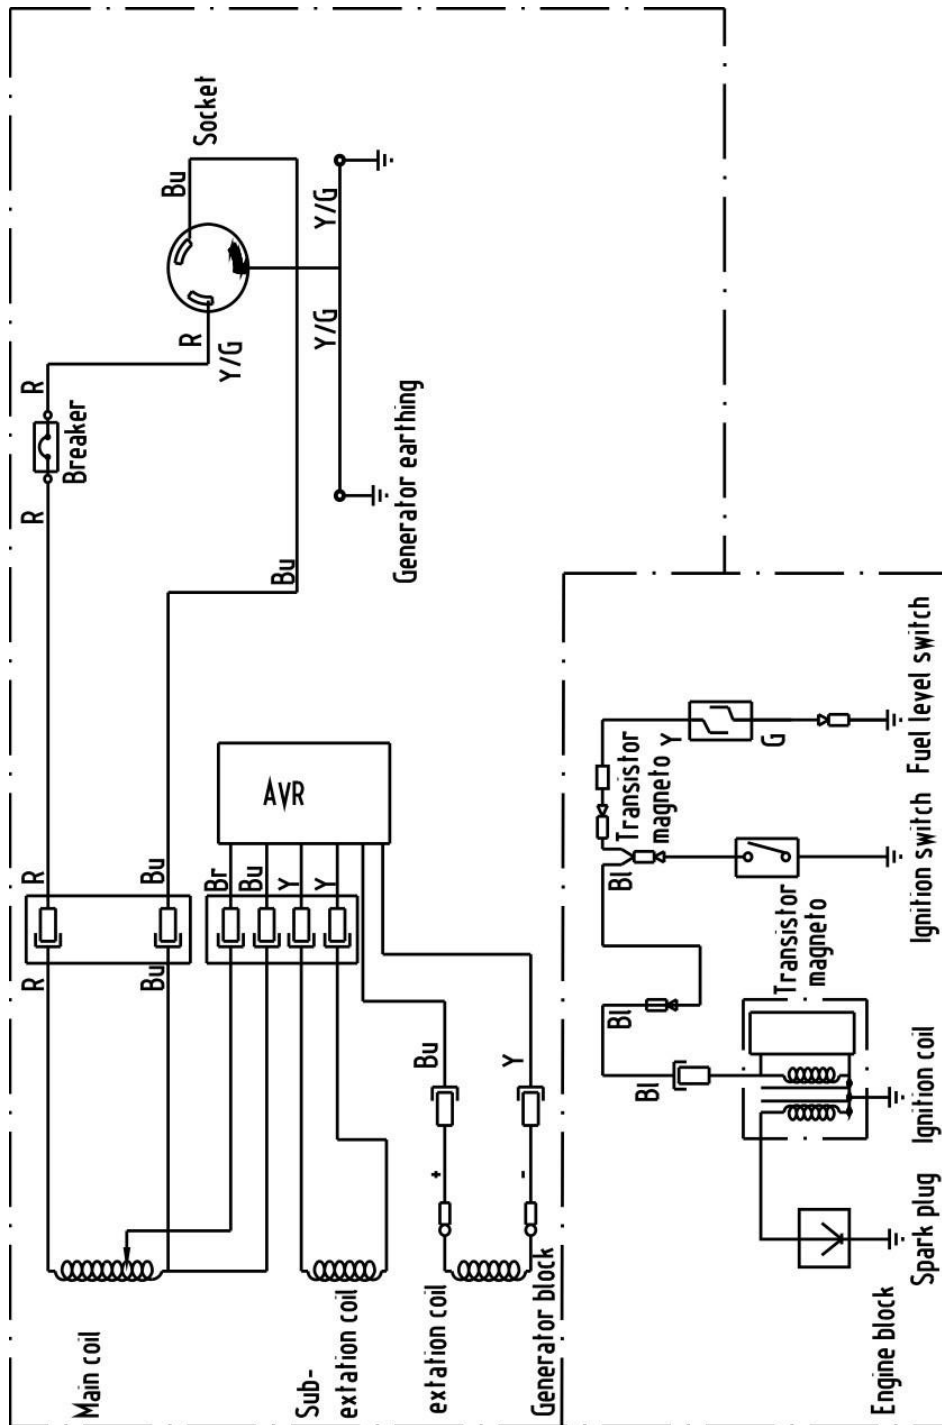 R
R
R
R
Breaker
Main coil
Bu
Bu
Bu
R
Socket
Y/G
Br
Bu
Y
Y
AVR
Bu
Y/G
Y/G
Sub-
extation coil
Generator earthing
extation coil
Bu
+
Y
-
Generator block
Bl
Bl
Bl
Transistor
magneto
Y
G
Transistor
magneto
Engine block
Spark plug
Ignition coil
Ignition switch
Fuel level switch